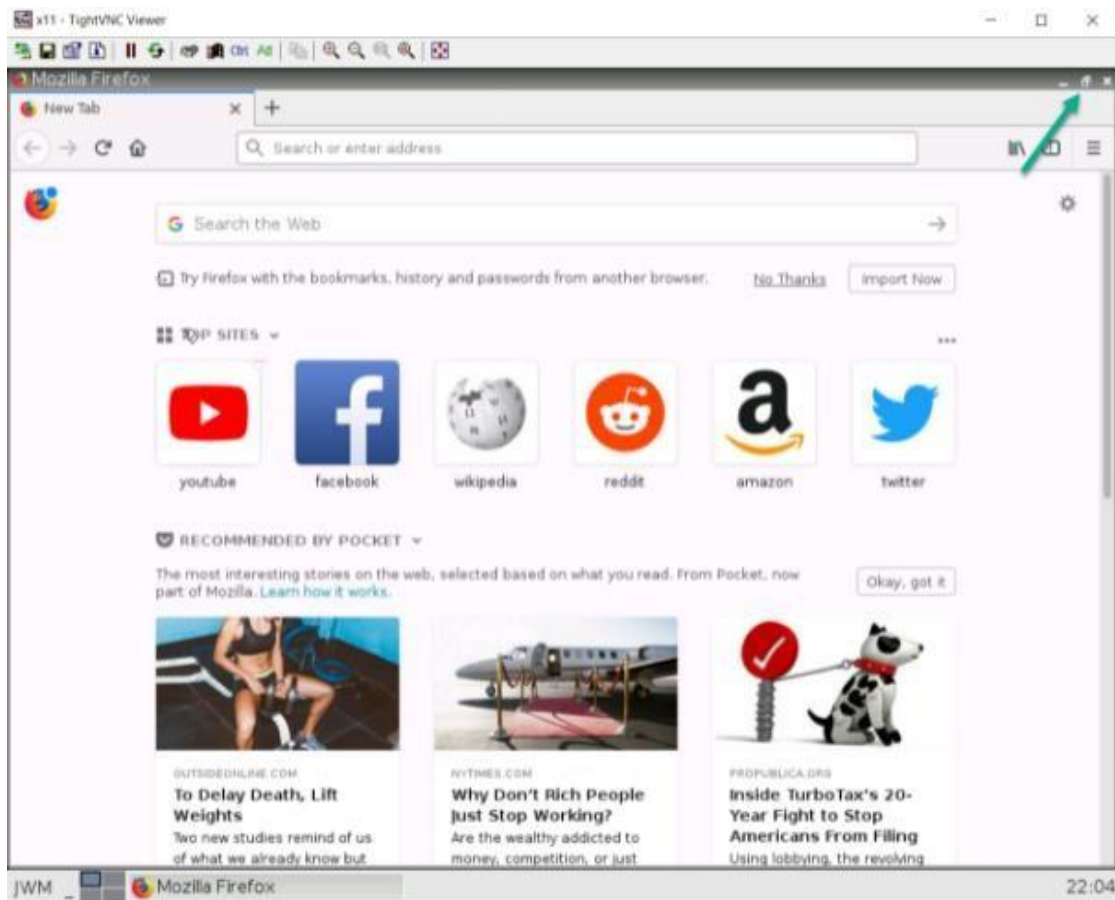 x11 - TightVNC Viewer
Ctrl Alt
Mozilla Firefox
New Tab
Search or enter address
Search the Web
Try Firefox with the bookmarks, history and passwords from another browser. No Thanks Import Now
TOP SITES
youtube facebook wikipedia reddit amazon twitter
RECOMMENDED BY POCKET
The most interesting stories on the web, selected based on what you read. From Pocket, now
part of Mozilla. Learn how it works.
Okay, got it
OUTSIDEONLINE.COM
To Delay Death, Lift
Weights
Two new studies remind of us
of what we already know but
NYTIMES.COM
Why Don't Rich People
Just Stop Working?
Are the wealthy addicted to
money, competition, or just
PROPUBLICA.ORG
Inside TurboTax's 20-
Year Fight to Stop
Americans From Filing
Using lobbying, the revolving
JWM Mozilla Firefox 22:04